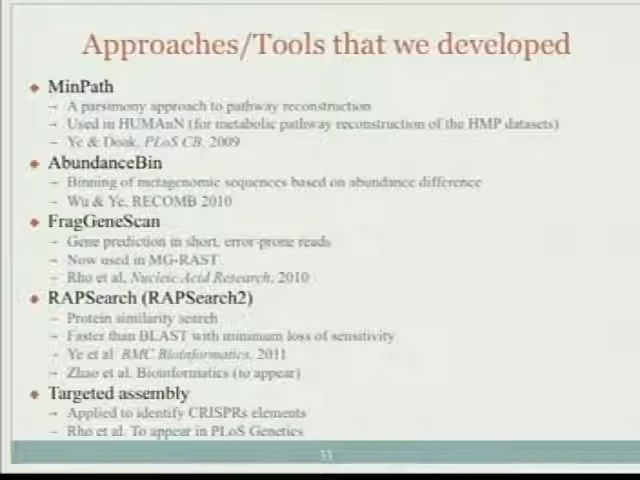 Approaches/Tools that we developed
MinPath
A parsimony approach to pathway reconstruction
Used in HUMAnN (for metabolic pathway reconstruction of the HMP datasets)
Ye & Doak, PLoS CB, 2009
AbundanceBin
Binning of metagenomic sequences based on abundance difference
Wu & Ye, RECOMB 2010
FragGeneScan
Gene prediction in short, error-prone reads
Now used in MG-RAST
Rho et al, Nucleic Acid Research, 2010
RAPSearch (RAPSearch2)
Protein similarity search
Faster than BLAST with minimum loss of sensitivity
Ye et al BMC Bioinformatics, 2011
Zhao et al. Bioinformatics (to appear)
Targeted assembly
Applied to identify CRISPRs elements
Rho et al. To appear in PLoS Genetics